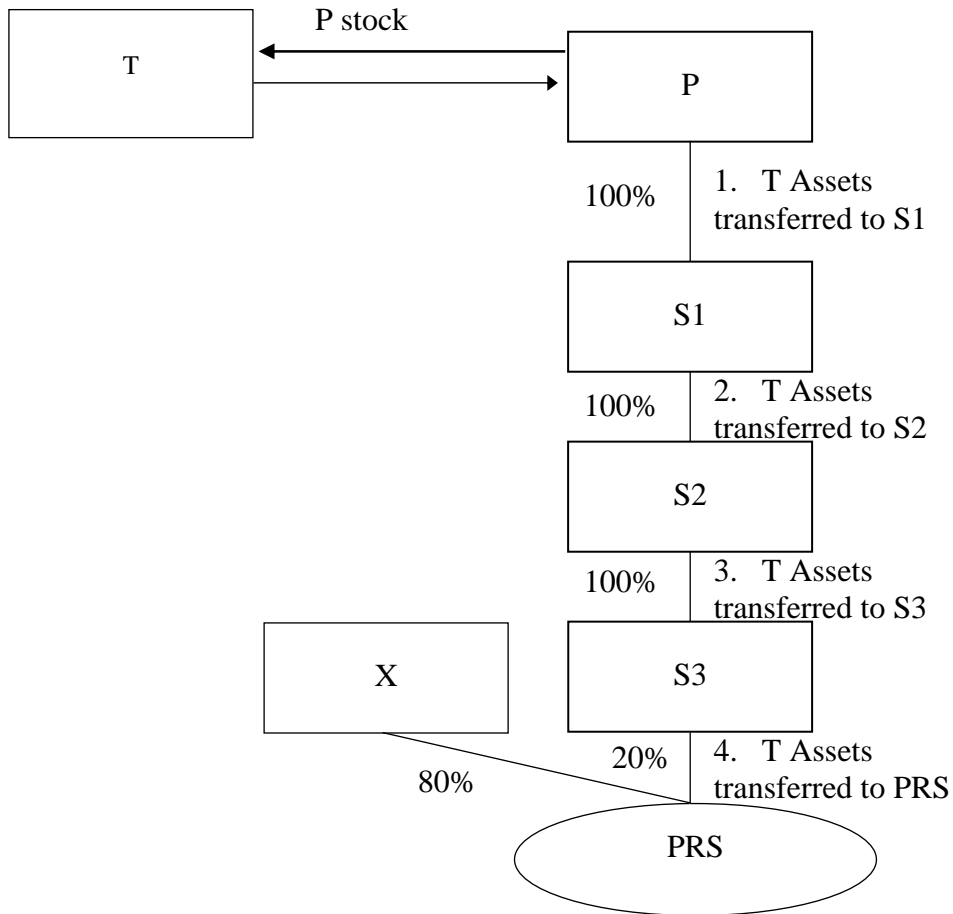 P stock
T
P
100%
1. T Assets
transferred to S1
S1
100%
2. T Assets
transferred to S2
S2
100%
3. T Assets
transferred to S3
X
S3
80%
20%
4. T Assets
transferred to PRS
PRS